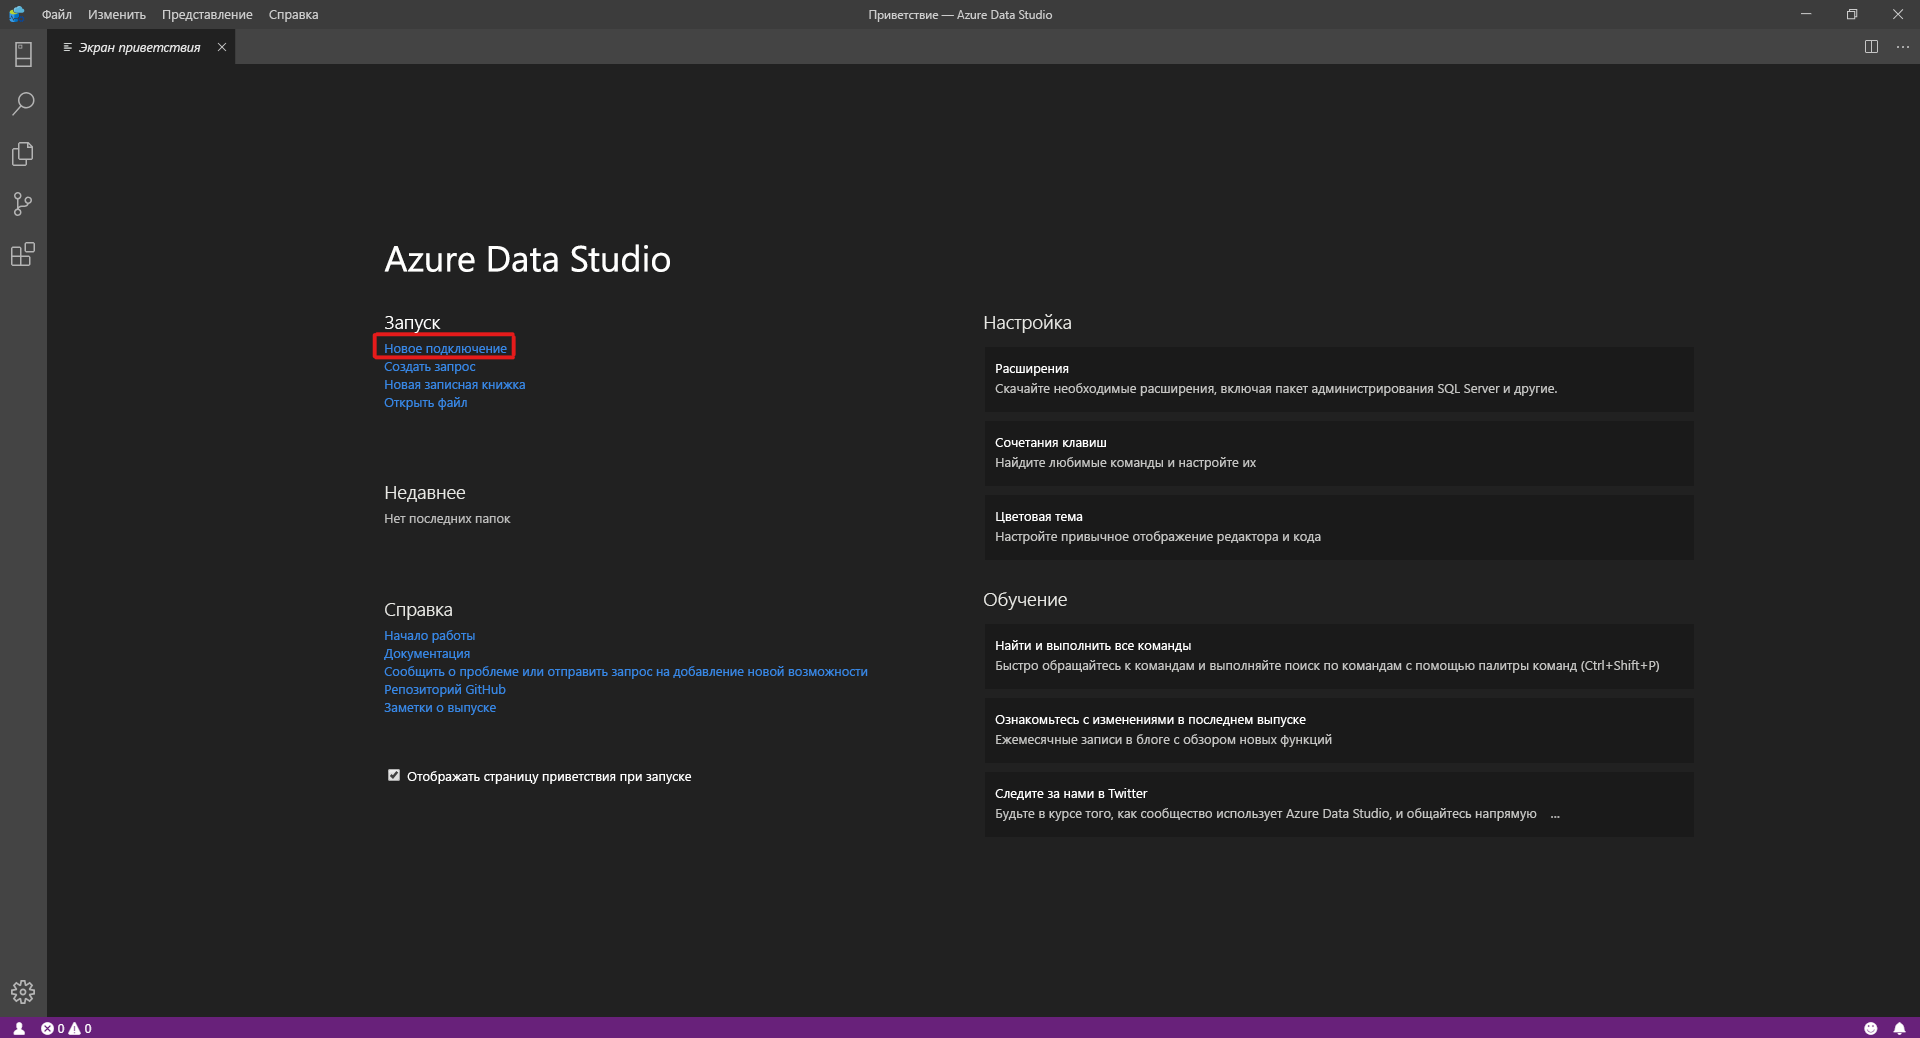 Файл Изменить Представление Справка
Приветствие — Azure Data Studio
Экран приветствия
Azure Data Studio
Запуск
Новое подключение
Создать запрос
Новая записная книжка
Открыть файл
Недавнее
Нет последних папок
Справка
Начало работы
Документация
Сообщить о проблеме или отправить запрос на добавление новой возможности
Репозиторий GitHub
Заметки о выпуске
Отображать страницу приветствия при запуске
Настройка
Расширения
Скачайте необходимые расширения, включая пакет администрирования SQL Server и другие.
Сочетания клавиш
Найдите любимые команды и настройте их
Цветовая тема
Настройте привычное отображение редактора и кода
Обучение
Найти и выполнить все команды
Быстро обращайтесь к командам и выполняйте поиск по командам с помощью палитры команд (Ctrl+Shift+P)
Ознакомьтесь с изменениями в последнем выпуске
Ежемесячные записи в блоге с обзором новых функций
Следите за нами в Twitter
Будьте в курсе того, как сообщество использует Azure Data Studio, и общайтесь напрямую ...
0 0